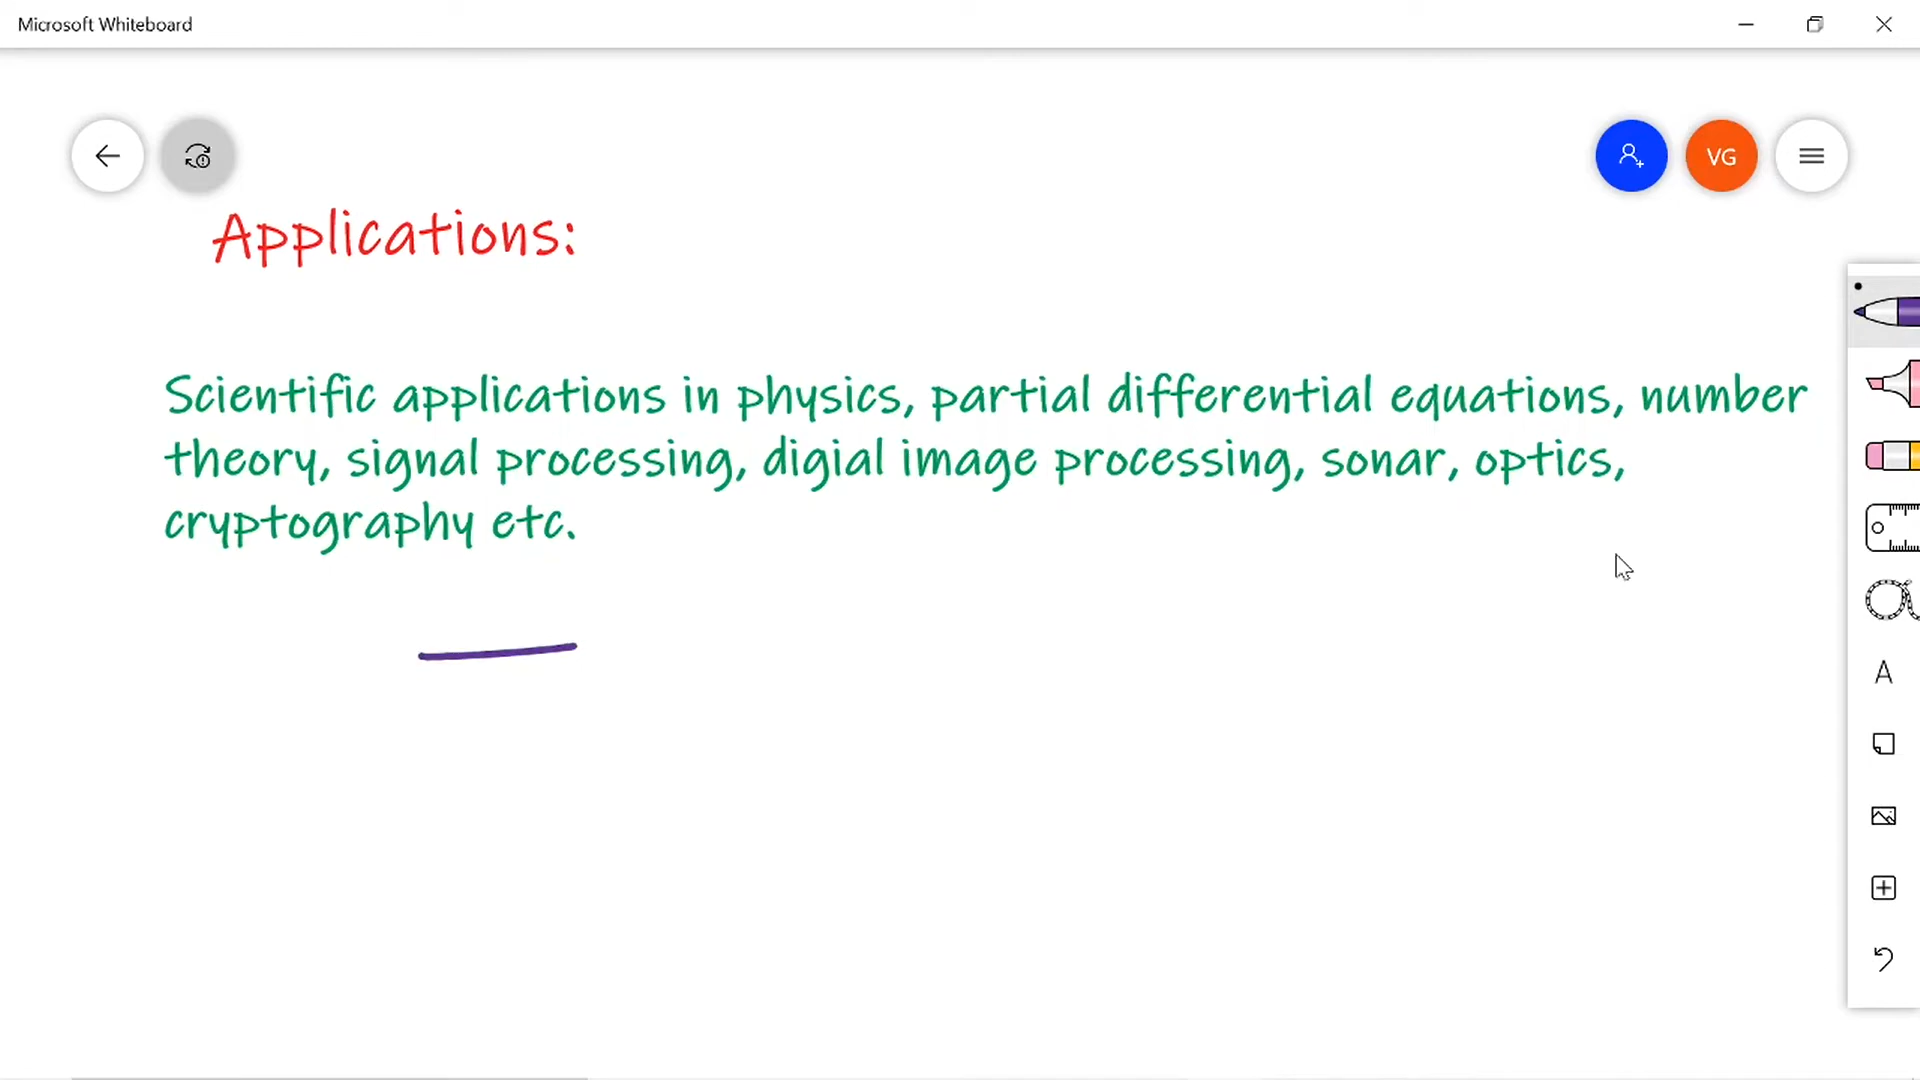 Microsoft Whiteboard
VG
Applications:
Scientific applications in physics, partial differential equations, number
theory, signal processing, digial image processing, sonar, optics,
cryptography etc.
A